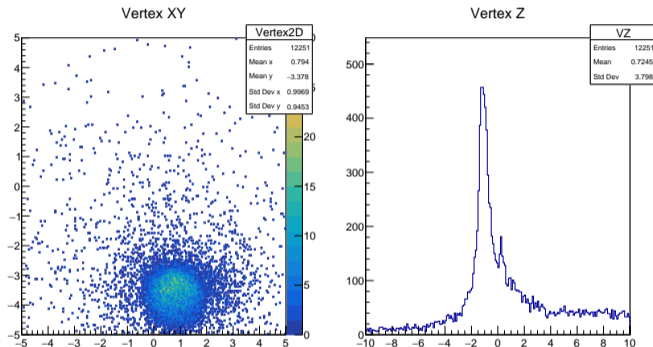 Vertex XY
Vertex2D
Entries 12251
Mean x 0.794
Mean y −3.378
Std Dev x 0.9969
Std Dev y 0.9453
5
4
3
2
1
0
−1
−2
−3
−4
−5
−5 −4 −3 −2 −1 0 1 2 3 4 5
20
15
10
5
0
Vertex Z
VZ
Entries 12251
Mean 0.7245
Std Dev 3.798
500
400
300
200
100
0
−10 −8 −6 −4 −2 0 2 4 6 8 10